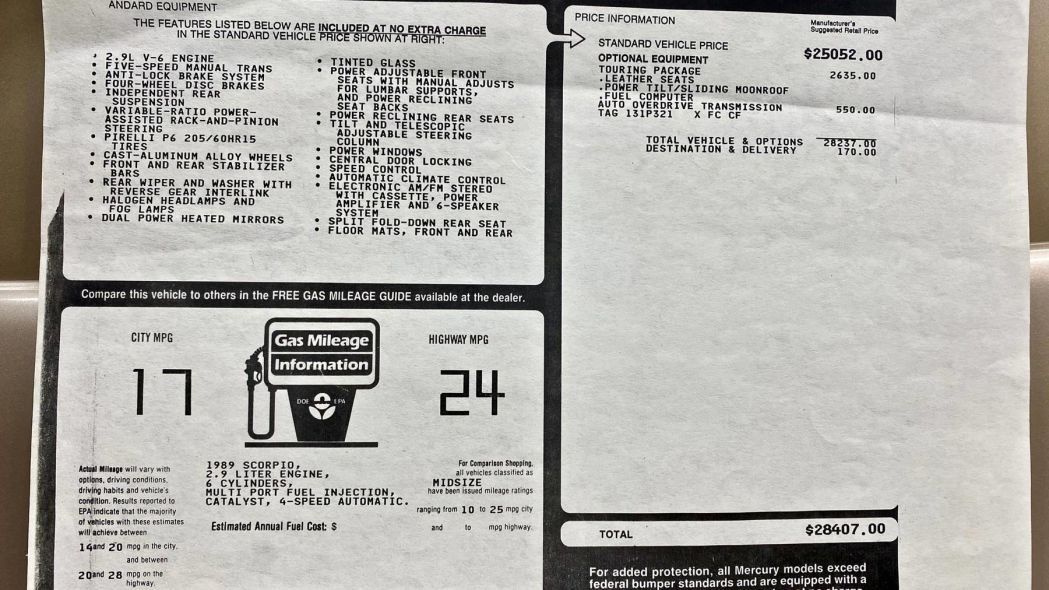 ANDARD EQUIPMENT
THE FEATURES LISTED BELOW ARE INCLUDED AT NO EXTRA CHARGE
IN THE STANDARD VEHICLE PRICE SHOWN AT RIGHT:
• 2.9L V-6 ENGINE
• FIVE-SPEED MANUAL TRANS
• ANTI-LOCK BRAKE SYSTEM
• FOUR-WHEEL DISC BRAKES
• INDEPENDENT REAR
SUSPENSION
• VARIABLE-RATIO POWER-
ASSISTED RACK-AND-PINION
STEERING
• PIRELLI P6 205/60HR15
TIRES
• CAST-ALUMINUM ALLOY WHEELS
• FRONT AND REAR STABILIZER
BARS
• REAR WIPER AND WASHER WITH
REVERSE GEAR INTERLINK
• HALOGEN HEADLAMPS AND
FOG LAMPS
• DUAL POWER HEATED MIRRORS
• TINTED GLASS
• POWER ADJUSTABLE FRONT
SEATS WITH MANUAL ADJUSTS
FOR LUMBAR SUPPORTS,
AND POWER RECLINING
SEAT BACKS
• POWER RECLINING REAR SEATS
• TILT AND TELESCOPIC
ADJUSTABLE STEERING
COLUMN
• POWER WINDOWS
• CENTRAL DOOR LOCKING
• SPEED CONTROL
• AUTOMATIC CLIMATE CONTROL
• ELECTRONIC AM/FM STEREO
WITH CASSETTE, POWER
AMPLIFIER AND 6-SPEAKER
SYSTEM
• SPLIT FOLD-DOWN REAR SEAT
• FLOOR MATS, FRONT AND REAR
PRICE INFORMATION
Manufacturer's
Suggested Retail Price
STANDARD VEHICLE PRICE $25052.00
OPTIONAL EQUIPMENT
TOURING PACKAGE 2635.00
.LEATHER SEATS
.POWER TILT/SLIDING MOONROOF
.FUEL COMPUTER
AUTO OVERDRIVE TRANSMISSION 550.00
TAG 131P321 X FC CF
TOTAL VEHICLE & OPTIONS 28237.00
DESTINATION & DELIVERY 170.00
Compare this vehicle to others in the FREE GAS MILEAGE GUIDE available at the dealer.
CITY MPG
17
Gas Mileage
Information
DOE EPA
HIGHWAY MPG
24
Actual Mileage will vary with
options, driving conditions,
driving habits and vehicle's
condition. Results reported to
EPA indicate that the majority
of vehicles with these estimates
will achieve between
14 and 20 mpg in the city,
and between
20 and 28 mpg on the
highway.
1989 SCORPIO,
2.9 LITER ENGINE,
6 CYLINDERS,
MULTI PORT FUEL INJECTION,
CATALYST, 4-SPEED AUTOMATIC.
Estimated Annual Fuel Cost: $
For Comparison Shopping,
all vehicles classified as
MIDSIZE
have been issued mileage ratings
ranging from 10 to 25 mpg city
and to mpg highway.
TOTAL $28407.00
For added protection, all Mercury models exceed
federal bumper standards and are equipped with a